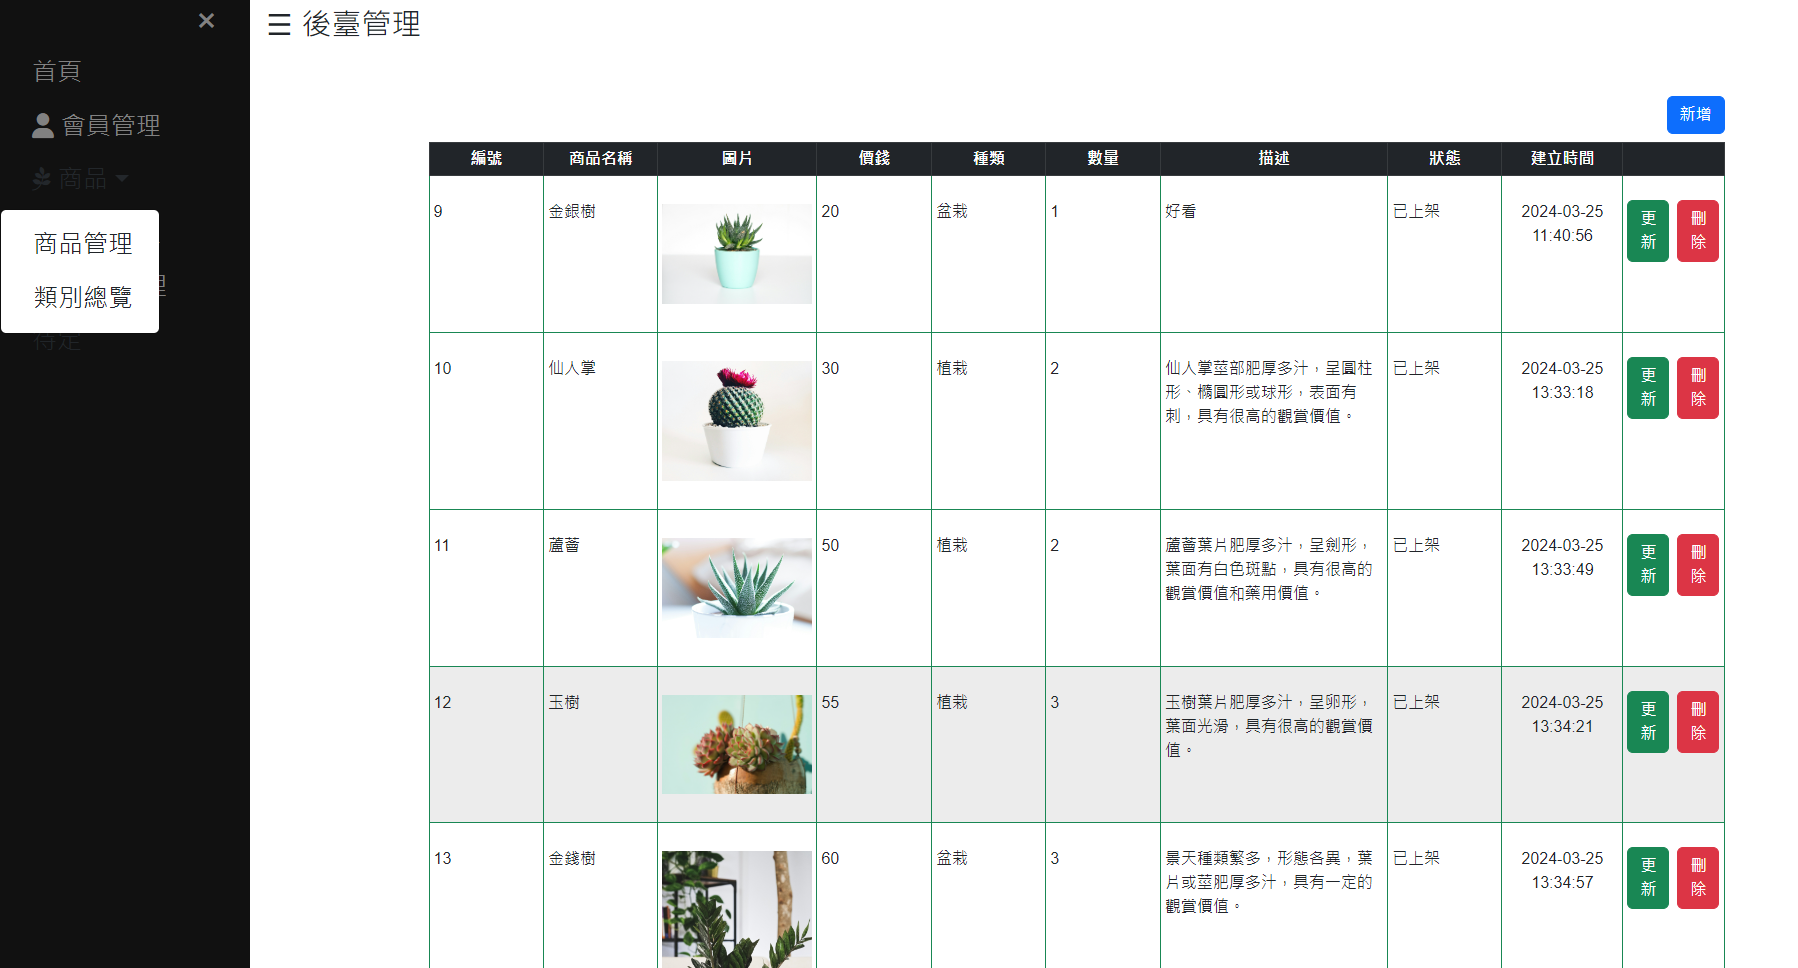 ×
☰ 後臺管理
首頁
會員管理
商品
商品管理
類別總覽
理
待定
新增
編號 商品名稱 圖片 價錢 種類 數量 描述 狀態 建立時間
9 金銀樹 20 盆栽 1 好看 已上架 2024-03-25
11:40:56
更新 刪除
10 仙人掌 30 植栽 2 仙人掌莖部肥厚多汁，呈圓柱 已上架 2024-03-25
形、橢圓形或球形，表面有 13:33:18
刺，具有很高的觀賞價值。
更新 刪除
11 蘆薈 50 植栽 2 蘆薈葉片肥厚多汁，呈劍形， 已上架 2024-03-25
葉面有白色斑點，具有很高的 13:33:49
觀賞價值和藥用價值。
更新 刪除
12 玉樹 55 植栽 3 玉樹葉片肥厚多汁，呈卵形， 已上架 2024-03-25
葉面光滑，具有很高的觀賞價 13:34:21
值。
更新 刪除
13 金錢樹 60 盆栽 3 景天種類繁多，形態各異，葉 已上架 2024-03-25
片或莖肥厚多汁，具有一定的 13:34:57
觀賞價值。
更新 刪除